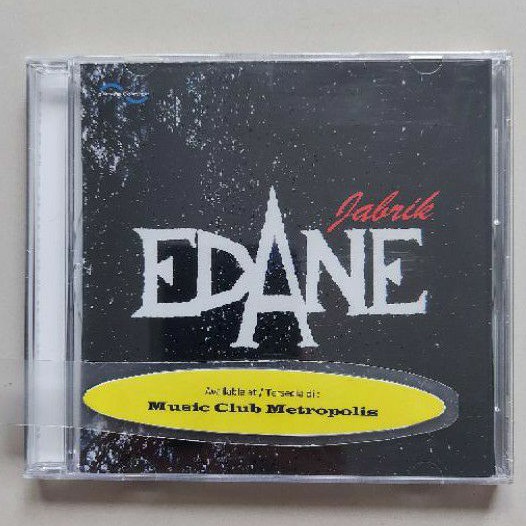 Jabrik
EDANE
Available at / Tersedia di :
Music Club Metropolis